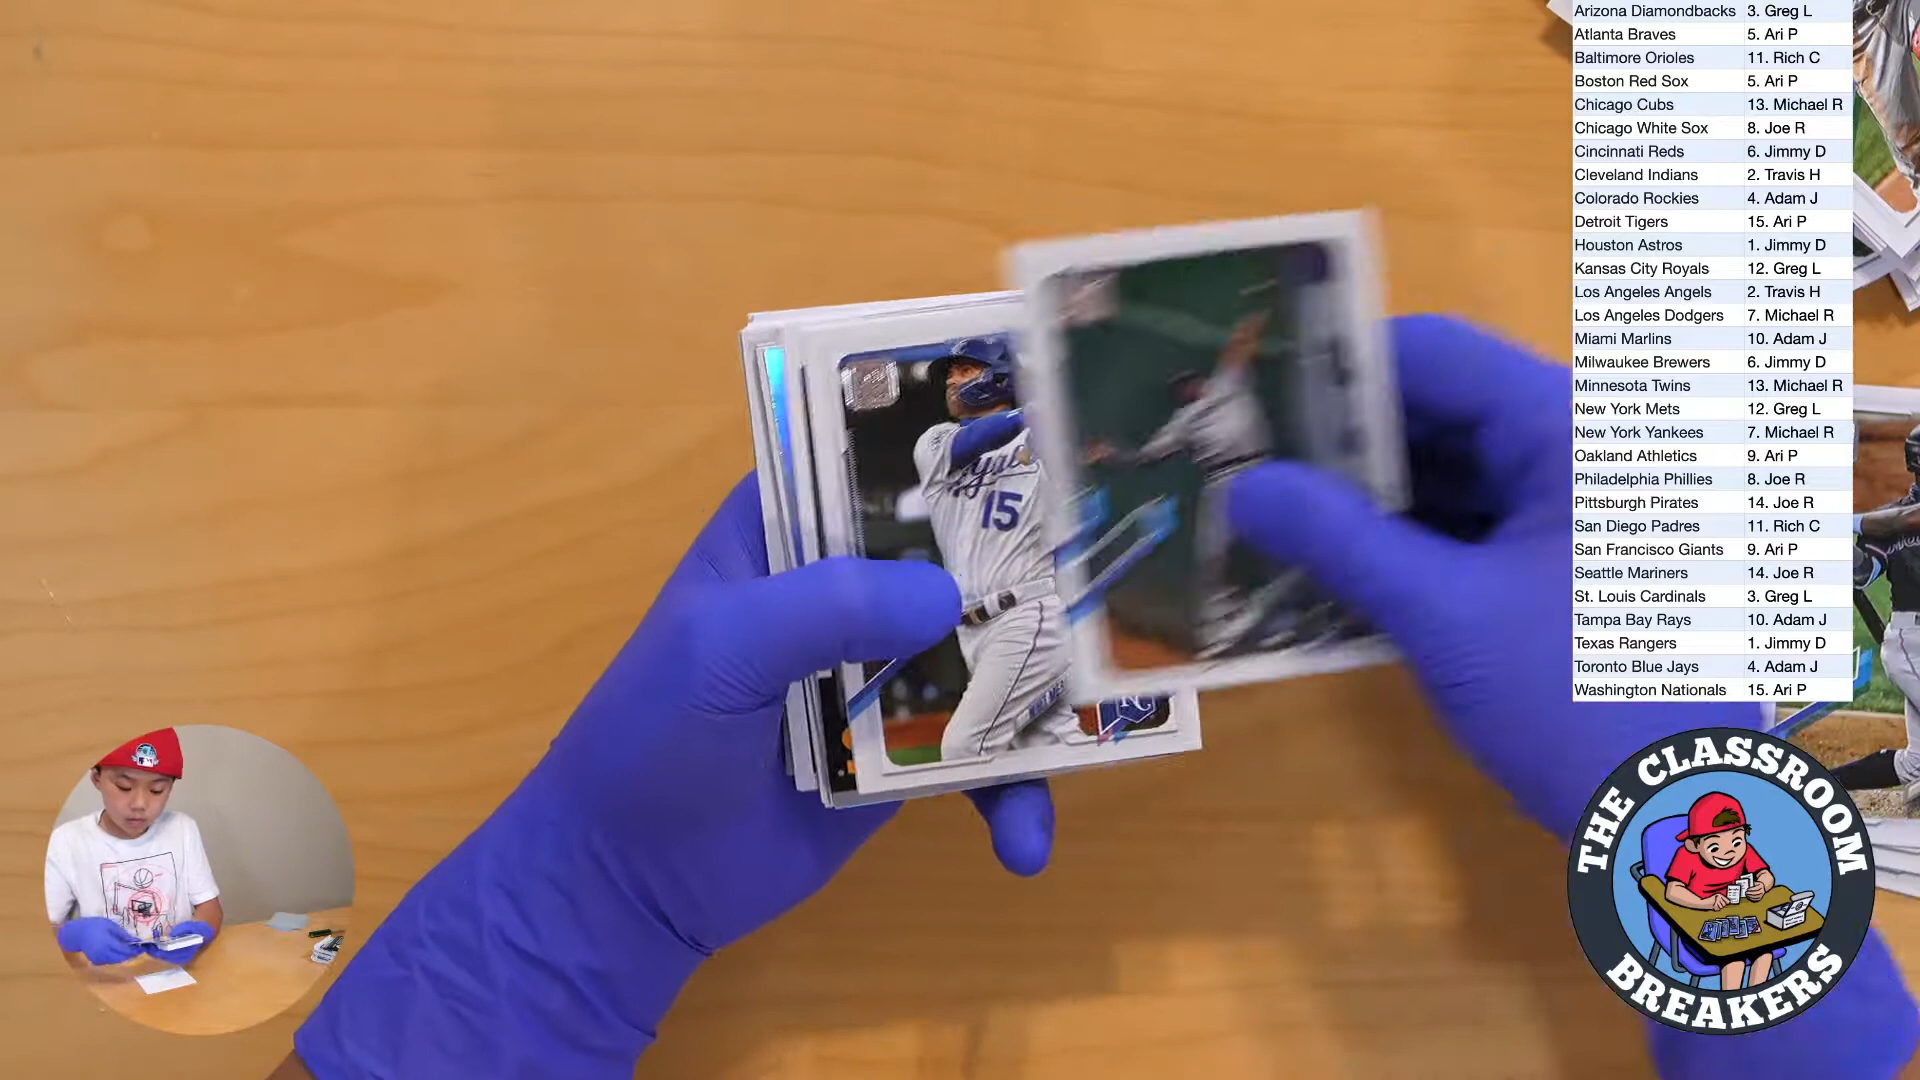 Arizona Diamondbacks 3. Greg L
Atlanta Braves 5. Ari P
Baltimore Orioles 11. Rich C
Boston Red Sox 5. Ari P
Chicago Cubs 13. Michael R
Chicago White Sox 8. Joe R
Cincinnati Reds 6. Jimmy D
Cleveland Indians 2. Travis H
Colorado Rockies 4. Adam J
Detroit Tigers 15. Ari P
Houston Astros 1. Jimmy D
Kansas City Royals 12. Greg L
Los Angeles Angels 2. Travis H
Los Angeles Dodgers 7. Michael R
Miami Marlins 10. Adam J
Milwaukee Brewers 6. Jimmy D
Minnesota Twins 13. Michael R
New York Mets 12. Greg L
New York Yankees 7. Michael R
Oakland Athletics 9. Ari P
Philadelphia Phillies 8. Joe R
Pittsburgh Pirates 14. Joe R
San Diego Padres 11. Rich C
San Francisco Giants 9. Ari P
Seattle Mariners 14. Joe R
St. Louis Cardinals 3. Greg L
Tampa Bay Rays 10. Adam J
Texas Rangers 1. Jimmy D
Toronto Blue Jays 4. Adam J
Washington Nationals 15. Ari P
15
KC
THE CLASSROOM
BREAKERS